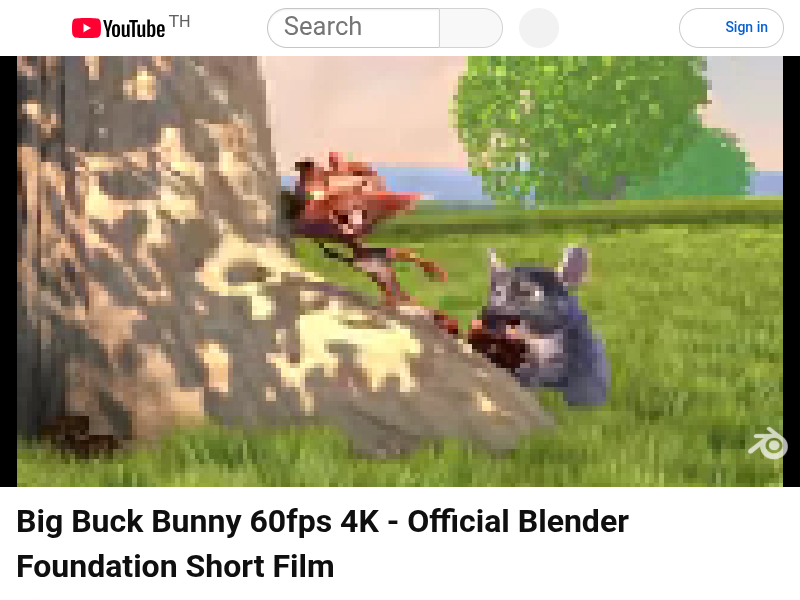 YouTube TH
Search
Sign in
Big Buck Bunny 60fps 4K - Official Blender
Foundation Short Film